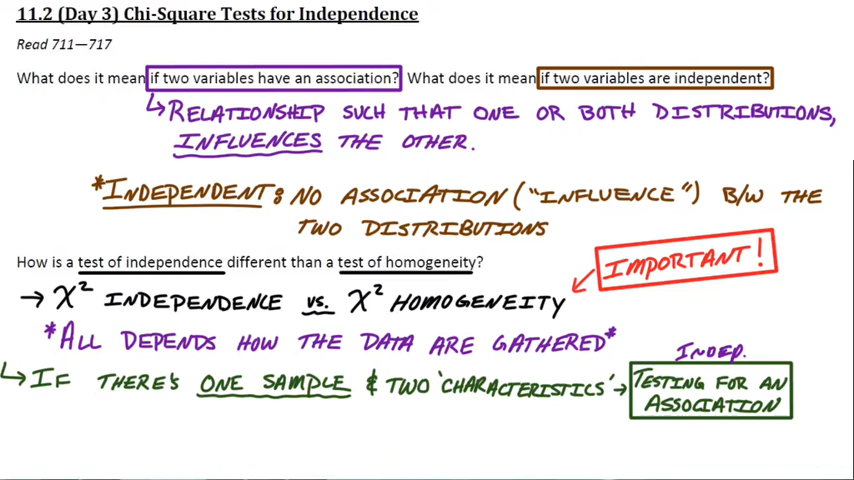 11.2 (Day 3) Chi-Square Tests for Independence
Read 711—717
What does it mean if two variables have an association? What does it mean if two variables are independent?
↳ RELATIONSHIP SUCH THAT ONE OR BOTH DISTRIBUTIONS,
INFLUENCES THE OTHER.
*INDEPENDENT: NO ASSOCIATION ("INFLUENCE") B/W THE
TWO DISTRIBUTIONS
How is a test of independence different than a test of homogeneity?
IMPORTANT!
→ χ² INDEPENDENCE vs. χ² HOMOGENEITY
*ALL DEPENDS HOW THE DATA ARE GATHERED*
INDEP.
↳ IF THERE'S ONE SAMPLE & TWO 'CHARACTERISTICS' → TESTING FOR AN
ASSOCIATION